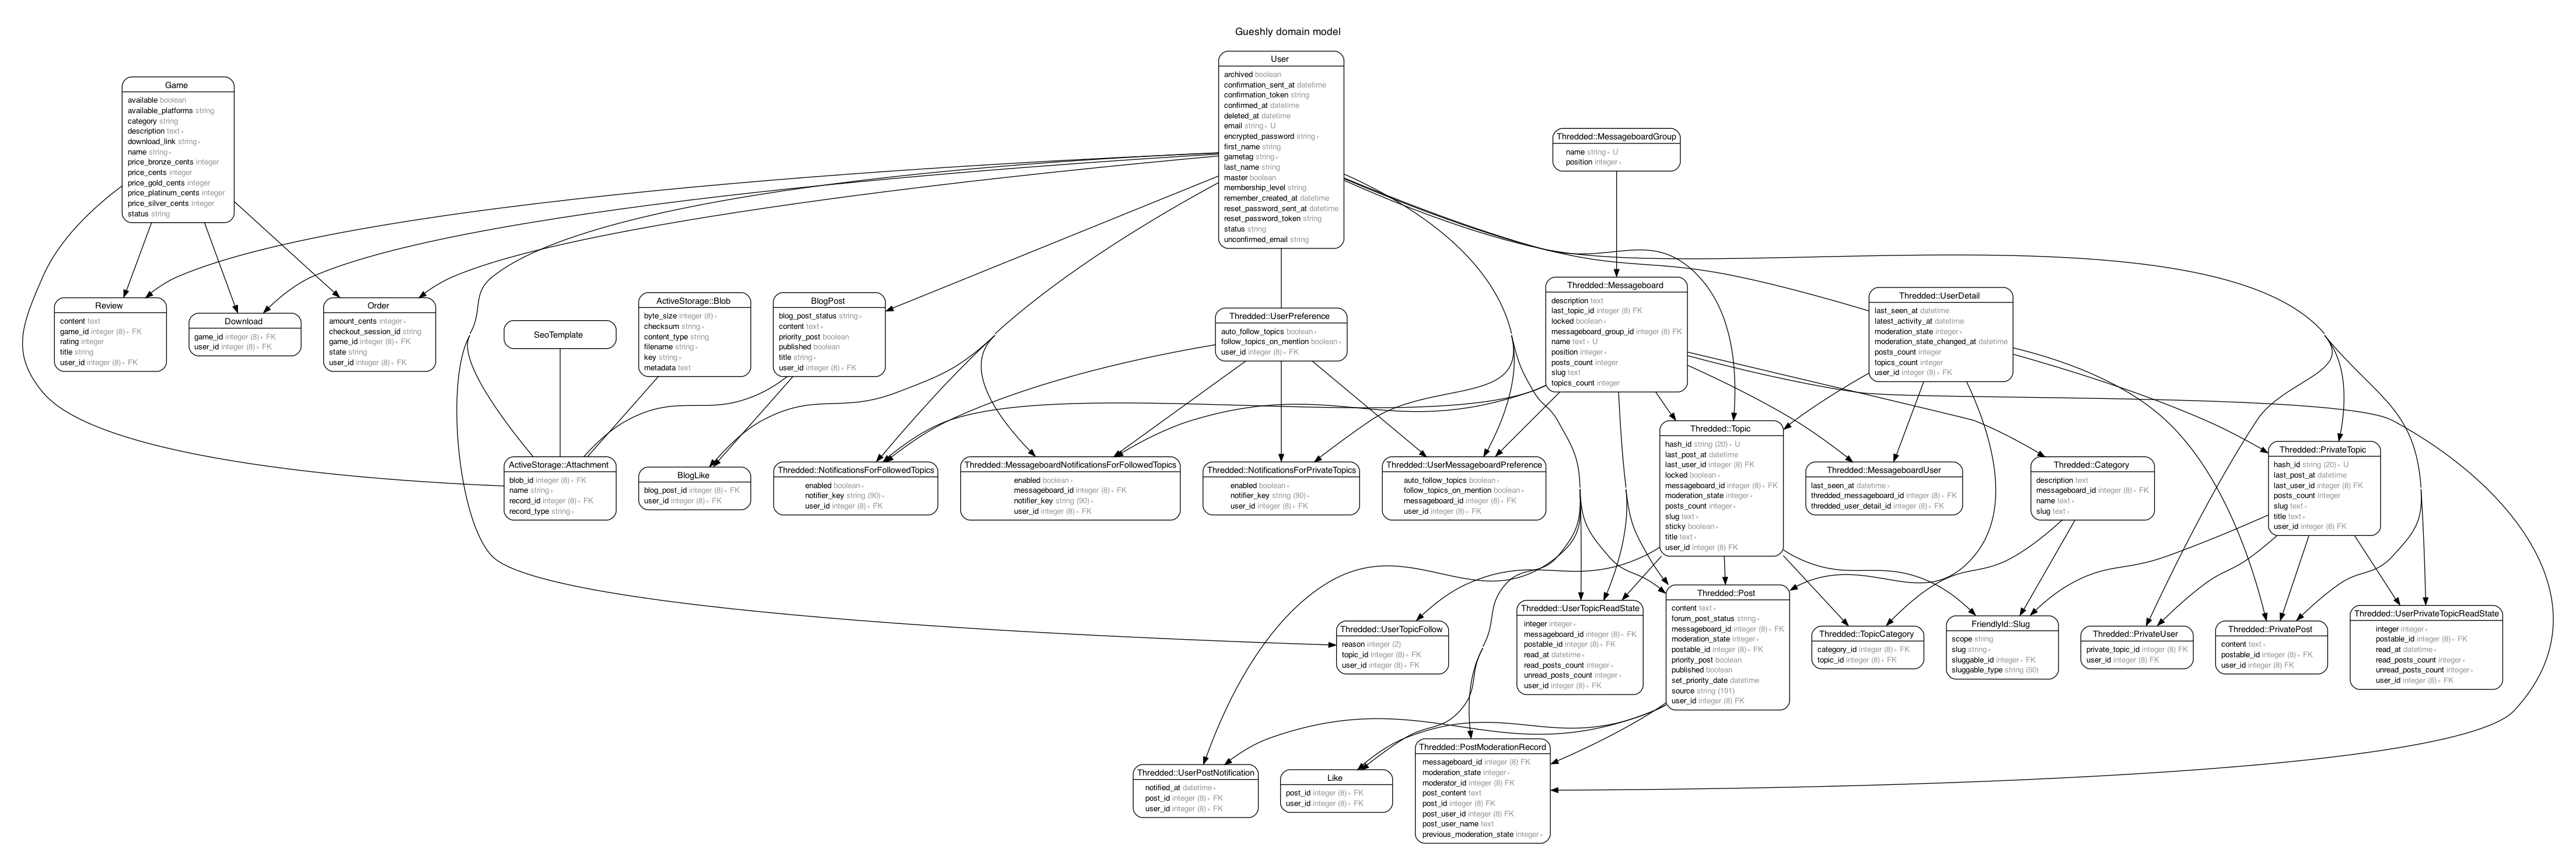 Gueshly domain model
User
archived boolean
confirmation_sent_at datetime
confirmation_token string
confirmed_at datetime
deleted_at datetime
email string ∗ U
encrypted_password string ∗
first_name string
gametag string ∗
last_name string
master boolean
membership_level string
remember_created_at datetime
reset_password_sent_at datetime
reset_password_token string
status string
unconfirmed_email string
Game
available boolean
available_platforms string
category string
description text ∗
download_link string ∗
name string ∗
price_bronze_cents integer
price_cents integer
price_gold_cents integer
price_platinum_cents integer
price_silver_cents integer
status string
Thredded::MessageboardGroup
name string ∗ U
position integer ∗
Review
content text
game_id integer (8) ∗ FK
rating integer
title string
user_id integer (8) ∗ FK
Download
game_id integer (8) ∗ FK
user_id integer (8) ∗ FK
Order
amount_cents integer ∗
checkout_session_id string
game_id integer (8) ∗ FK
state string
user_id integer (8) ∗ FK
SeoTemplate
ActiveStorage::Blob
byte_size integer (8) ∗
checksum string ∗
content_type string
filename string ∗
key string ∗
metadata text
BlogPost
blog_post_status string ∗
content text ∗
priority_post boolean
published boolean
title string ∗
user_id integer (8) ∗ FK
Thredded::UserPreference
auto_follow_topics boolean ∗
follow_topics_on_mention boolean ∗
user_id integer (8) ∗ FK
Thredded::Messageboard
description text
last_topic_id integer (8) FK
locked boolean ∗
messageboard_group_id integer (8) FK
name text ∗ U
position integer ∗
posts_count integer
slug text
topics_count integer
Thredded::UserDetail
last_seen_at datetime
latest_activity_at datetime
moderation_state integer ∗
moderation_state_changed_at datetime
posts_count integer
topics_count integer
user_id integer (8) ∗ FK
ActiveStorage::Attachment
blob_id integer (8) ∗ FK
name string ∗
record_id integer (8) ∗ FK
record_type string ∗
BlogLike
blog_post_id integer (8) ∗ FK
user_id integer (8) ∗ FK
Thredded::NotificationsForFollowedTopics
enabled boolean ∗
notifier_key string (90) ∗
user_id integer (8) ∗ FK
Thredded::MessageboardNotificationsForFollowedTopics
enabled boolean ∗
messageboard_id integer (8) ∗ FK
notifier_key string (90) ∗
user_id integer (8) ∗ FK
Thredded::NotificationsForPrivateTopics
enabled boolean ∗
notifier_key string (90) ∗
user_id integer (8) ∗ FK
Thredded::UserMessageboardPreference
auto_follow_topics boolean ∗
follow_topics_on_mention boolean ∗
messageboard_id integer (8) ∗ FK
user_id integer (8) ∗ FK
Thredded::Topic
hash_id string (20) ∗ U
last_post_at datetime
last_user_id integer (8) FK
locked boolean ∗
messageboard_id integer (8) ∗ FK
moderation_state integer ∗
posts_count integer ∗
slug text ∗
sticky boolean ∗
title text ∗
user_id integer (8) FK
Thredded::MessageboardUser
last_seen_at datetime ∗
thredded_messageboard_id integer (8) ∗ FK
thredded_user_detail_id integer (8) ∗ FK
Thredded::Category
description text
messageboard_id integer (8) ∗ FK
name text ∗
slug text ∗
Thredded::PrivateTopic
hash_id string (20) ∗ U
last_post_at datetime
last_user_id integer (8) FK
posts_count integer
slug text ∗
title text ∗
user_id integer (8) FK
Thredded::UserTopicFollow
reason integer (2)
topic_id integer (8) ∗ FK
user_id integer (8) ∗ FK
Thredded::UserTopicReadState
integer integer ∗
messageboard_id integer (8) ∗ FK
postable_id integer (8) ∗ FK
read_at datetime ∗
read_posts_count integer ∗
unread_posts_count integer ∗
user_id integer (8) ∗ FK
Thredded::Post
content text ∗
forum_post_status string ∗
messageboard_id integer (8) ∗ FK
moderation_state integer ∗
postable_id integer (8) ∗ FK
priority_post boolean
published boolean
set_priority_date datetime
source string (191)
user_id integer (8) FK
Thredded::TopicCategory
category_id integer (8) ∗ FK
topic_id integer (8) ∗ FK
FriendlyId::Slug
scope string
slug string ∗
sluggable_id integer ∗ FK
sluggable_type string (50)
Thredded::PrivateUser
private_topic_id integer (8) FK
user_id integer (8) FK
Thredded::PrivatePost
content text ∗
postable_id integer (8) ∗ FK
user_id integer (8) FK
Thredded::UserPrivateTopicReadState
integer integer ∗
postable_id integer (8) ∗ FK
read_at datetime ∗
read_posts_count integer ∗
unread_posts_count integer ∗
user_id integer (8) ∗ FK
Thredded::UserPostNotification
notified_at datetime ∗
post_id integer (8) ∗ FK
user_id integer (8) ∗ FK
Like
post_id integer (8) ∗ FK
user_id integer (8) ∗ FK
Thredded::PostModerationRecord
messageboard_id integer (8) FK
moderation_state integer ∗
moderator_id integer (8) FK
post_content text
post_id integer (8) FK
post_user_id integer (8) FK
post_user_name text
previous_moderation_state integer ∗